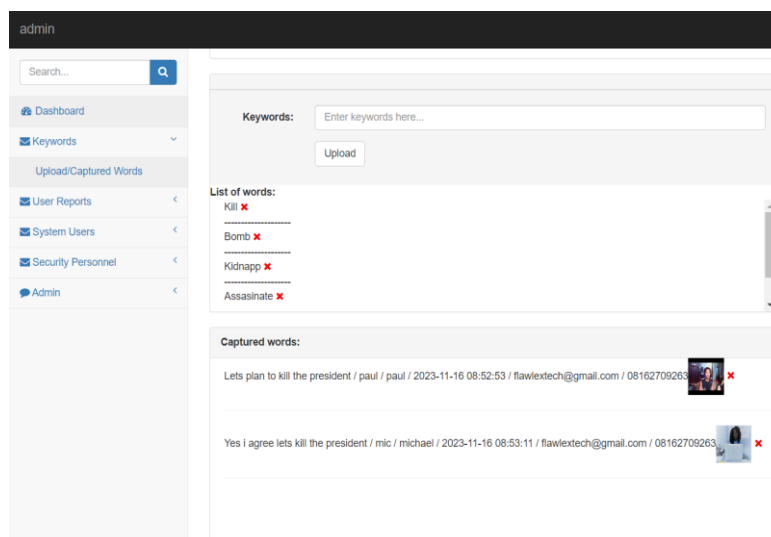 admin
Search...
Dashboard
Keywords
Upload/Captured Words
User Reports
System Users
Security Personnel
Admin
Keywords:
Enter keywords here...
Upload
List of words:
Kill
--------------------
Bomb
--------------------
Kidnapp
--------------------
Assasinate
Captured words:
Lets plan to kill the president / paul / paul / 2023-11-16 08:52:53 / flawlextech@gmail.com / 08162709263
Yes i agree lets kill the president / mic / michael / 2023-11-16 08:53:11 / flawlextech@gmail.com / 08162709263